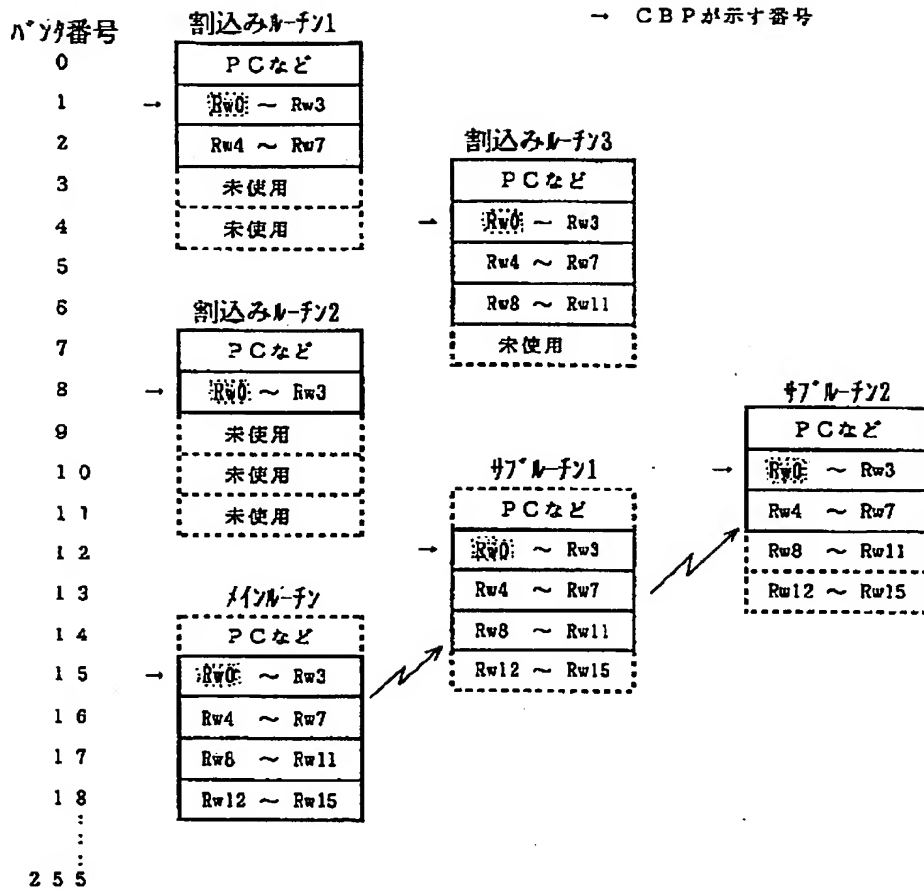 → CBPが示す番号
バンク番号
0
1
2
3
4
5
6
7
8
9
10
11
12
13
14
15
16
17
18
255
割込みルーチン1
PCなど
→ Rw0 ~ Rw3
Rw4 ~ Rw7
未使用
未使用
割込みルーチン3
PCなど
→ Rw0 ~ Rw3
Rw4 ~ Rw7
Rw8 ~ Rw11
未使用
割込みルーチン2
PCなど
→ Rw0 ~ Rw3
未使用
未使用
未使用
サブルーチン2
PCなど
→ Rw0 ~ Rw3
Rw4 ~ Rw7
Rw8 ~ Rw11
Rw12 ~ Rw15
サブルーチン1
PCなど
→ Rw0 ~ Rw3
Rw4 ~ Rw7
Rw8 ~ Rw11
Rw12 ~ Rw15
メインルーチン
PCなど
→ Rw0 ~ Rw3
Rw4 ~ Rw7
Rw8 ~ Rw11
Rw12 ~ Rw15